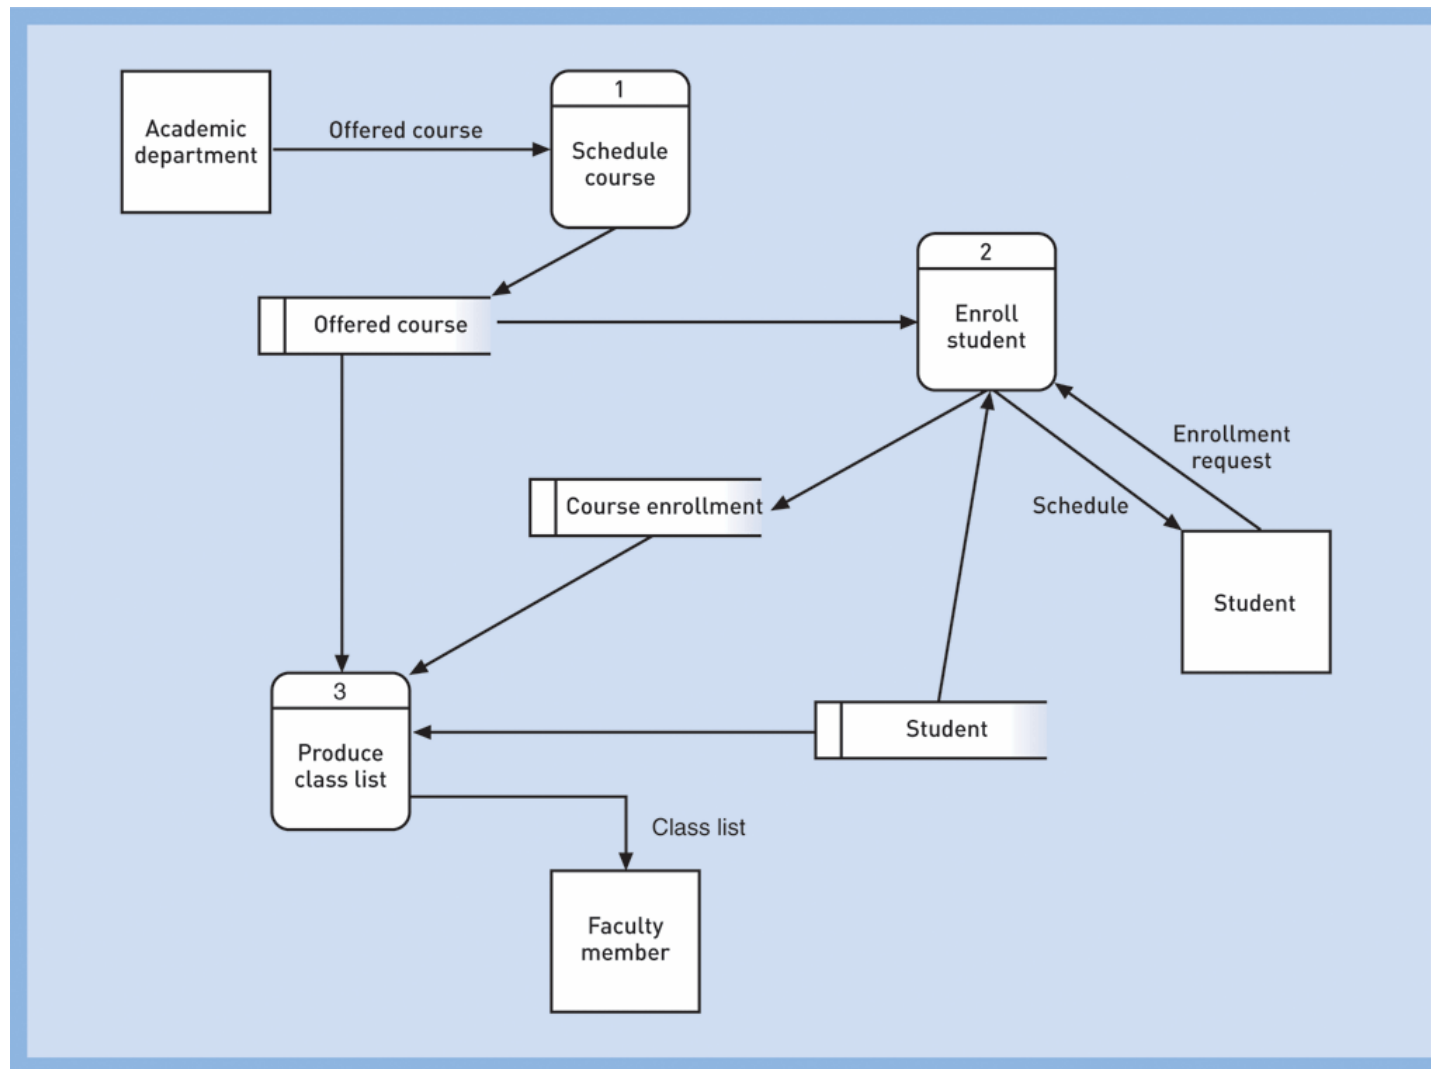 Academic
department
Offered course
1
Schedule
course
2
Enroll
student
Offered course
Enrollment
request
Schedule
Course enrollment
Student
3
Produce
class list
Student
Class list
Faculty
member